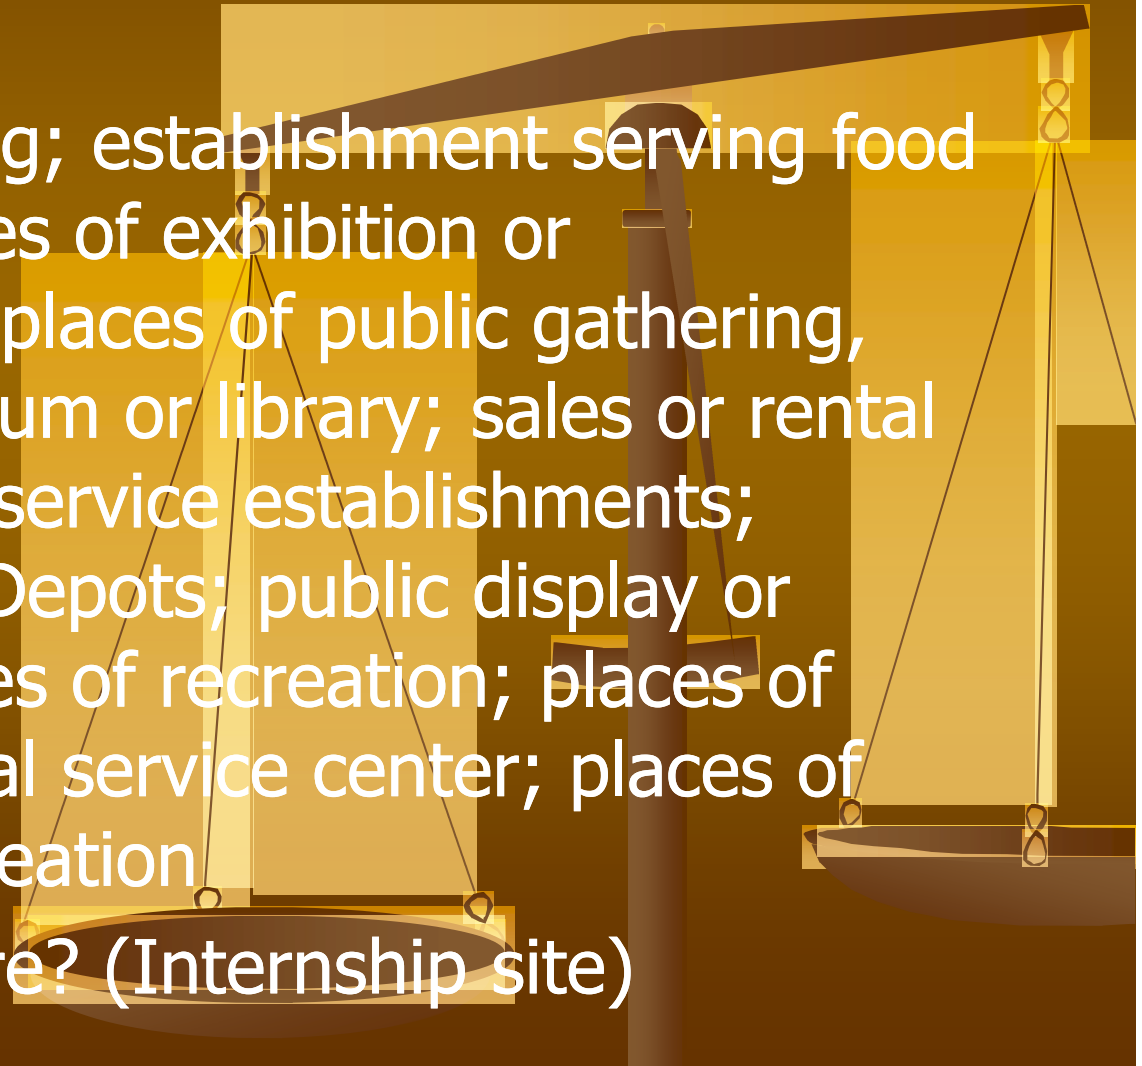 g; establishment serving food
es of exhibition or
places of public gathering,
um or library; sales or rental
service establishments;
Depots; public display or
es of recreation; places of
al service center; places of
eation
re? (Internship site)